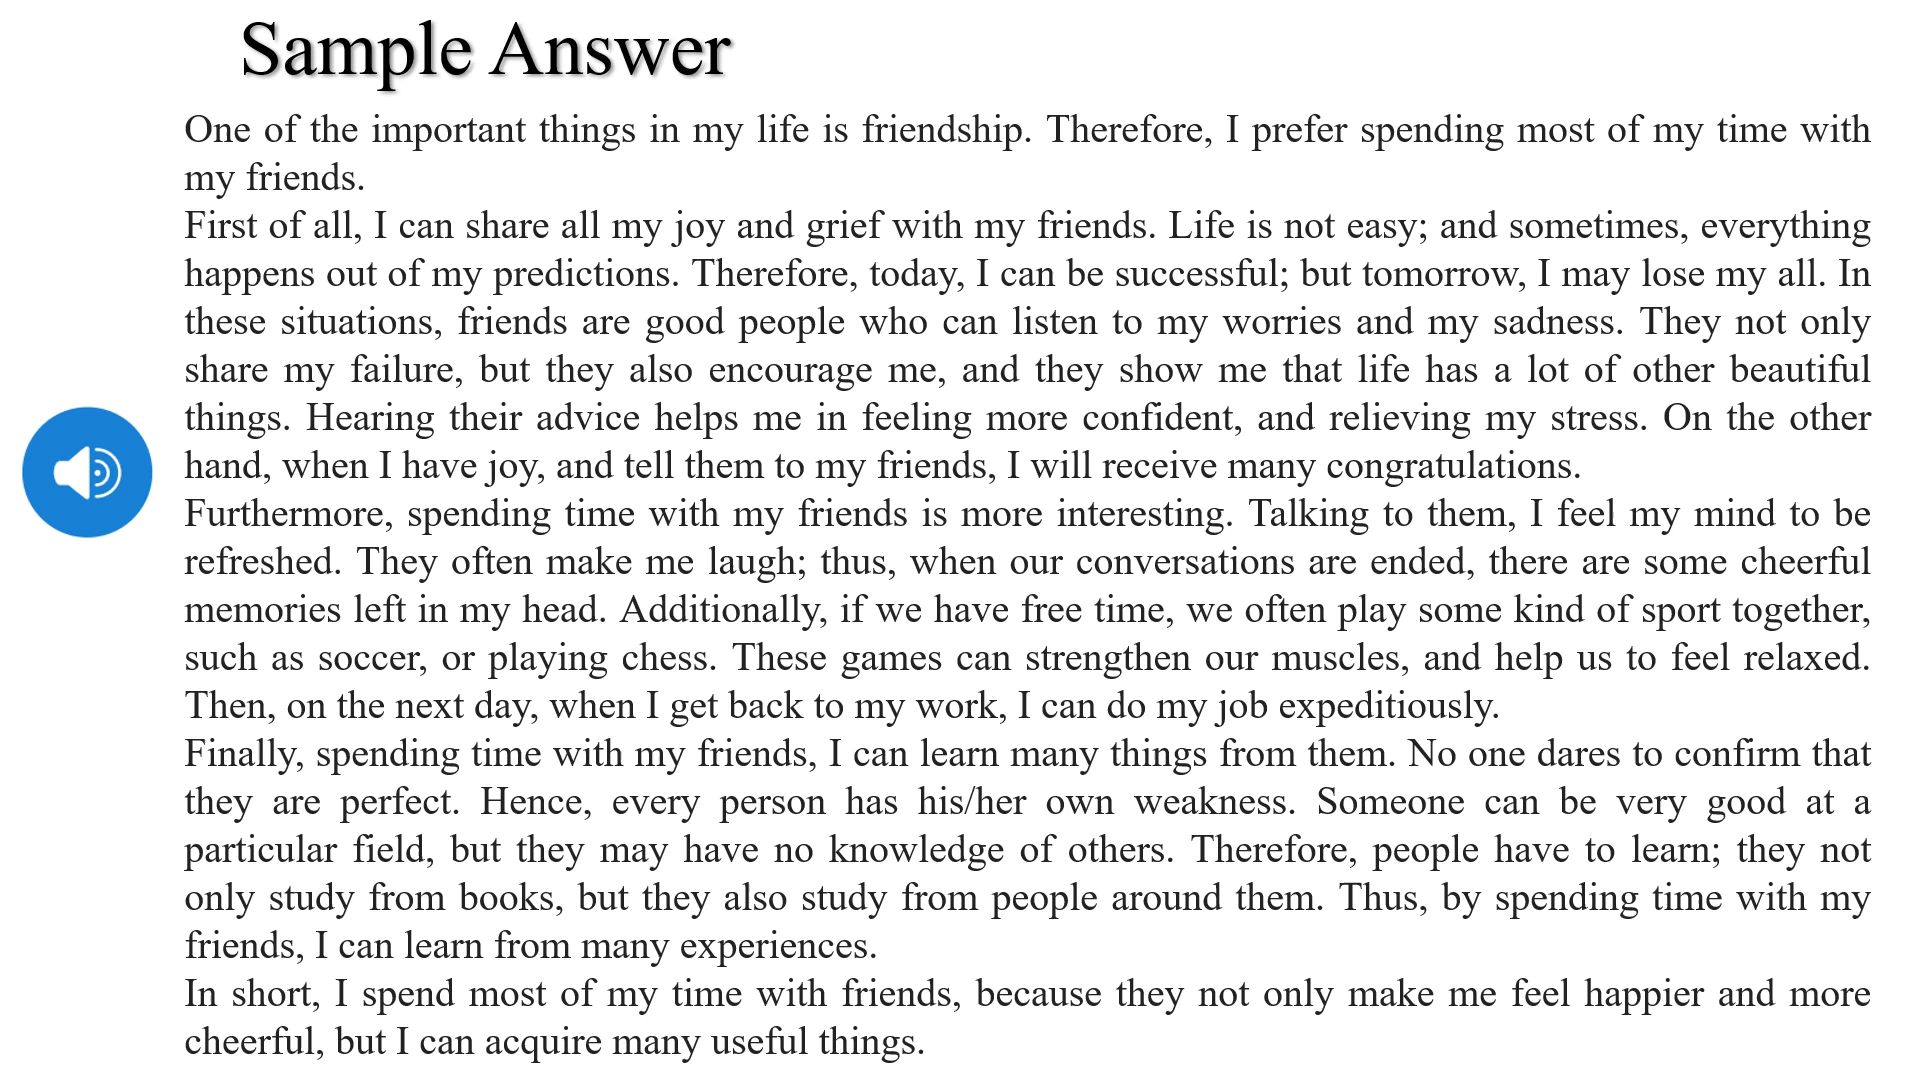 Sample Answer
One of the important things in my life is friendship. Therefore, I prefer spending most of my time with
my friends.
First of all, I can share all my joy and grief with my friends. Life is not easy; and sometimes, everything
happens out of my predictions. Therefore, today, I can be successful; but tomorrow, I may lose my all. In
these situations, friends are good people who can listen to my worries and my sadness. They not only
share my failure, but they also encourage me, and they show me that life has a lot of other beautiful
things. Hearing their advice helps me in feeling more confident, and relieving my stress. On the other
hand, when I have joy, and tell them to my friends, I will receive many congratulations.
Furthermore, spending time with my friends is more interesting. Talking to them, I feel my mind to be
refreshed. They often make me laugh; thus, when our conversations are ended, there are some cheerful
memories left in my head. Additionally, if we have free time, we often play some kind of sport together,
such as soccer, or playing chess. These games can strengthen our muscles, and help us to feel relaxed.
Then, on the next day, when I get back to my work, I can do my job expeditiously.
Finally, spending time with my friends, I can learn many things from them. No one dares to confirm that
they are perfect. Hence, every person has his/her own weakness. Someone can be very good at a
particular field, but they may have no knowledge of others. Therefore, people have to learn; they not
only study from books, but they also study from people around them. Thus, by spending time with my
friends, I can learn from many experiences.
In short, I spend most of my time with friends, because they not only make me feel happier and more
cheerful, but I can acquire many useful things.